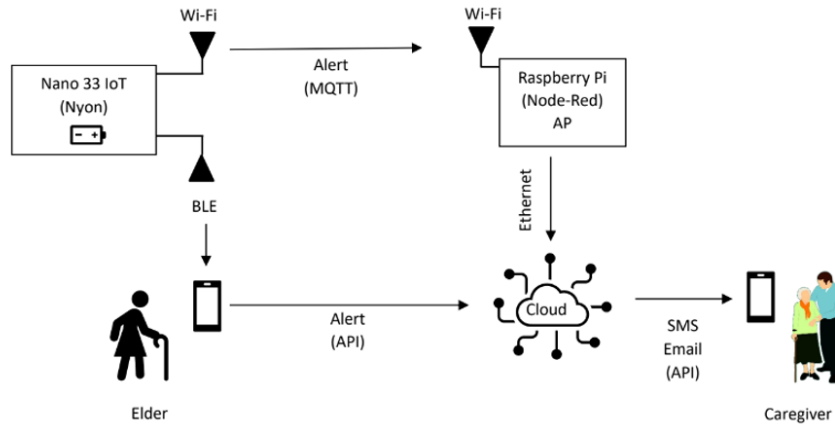 Wi-Fi
Wi-Fi
Nano 33 IoT
(Nyon)
- +
Alert
(MQTT)
Raspberry Pi
(Node-Red)
AP
BLE
Ethernet
Cloud
Alert
(API)
SMS
Email
(API)
Elder
Caregiver